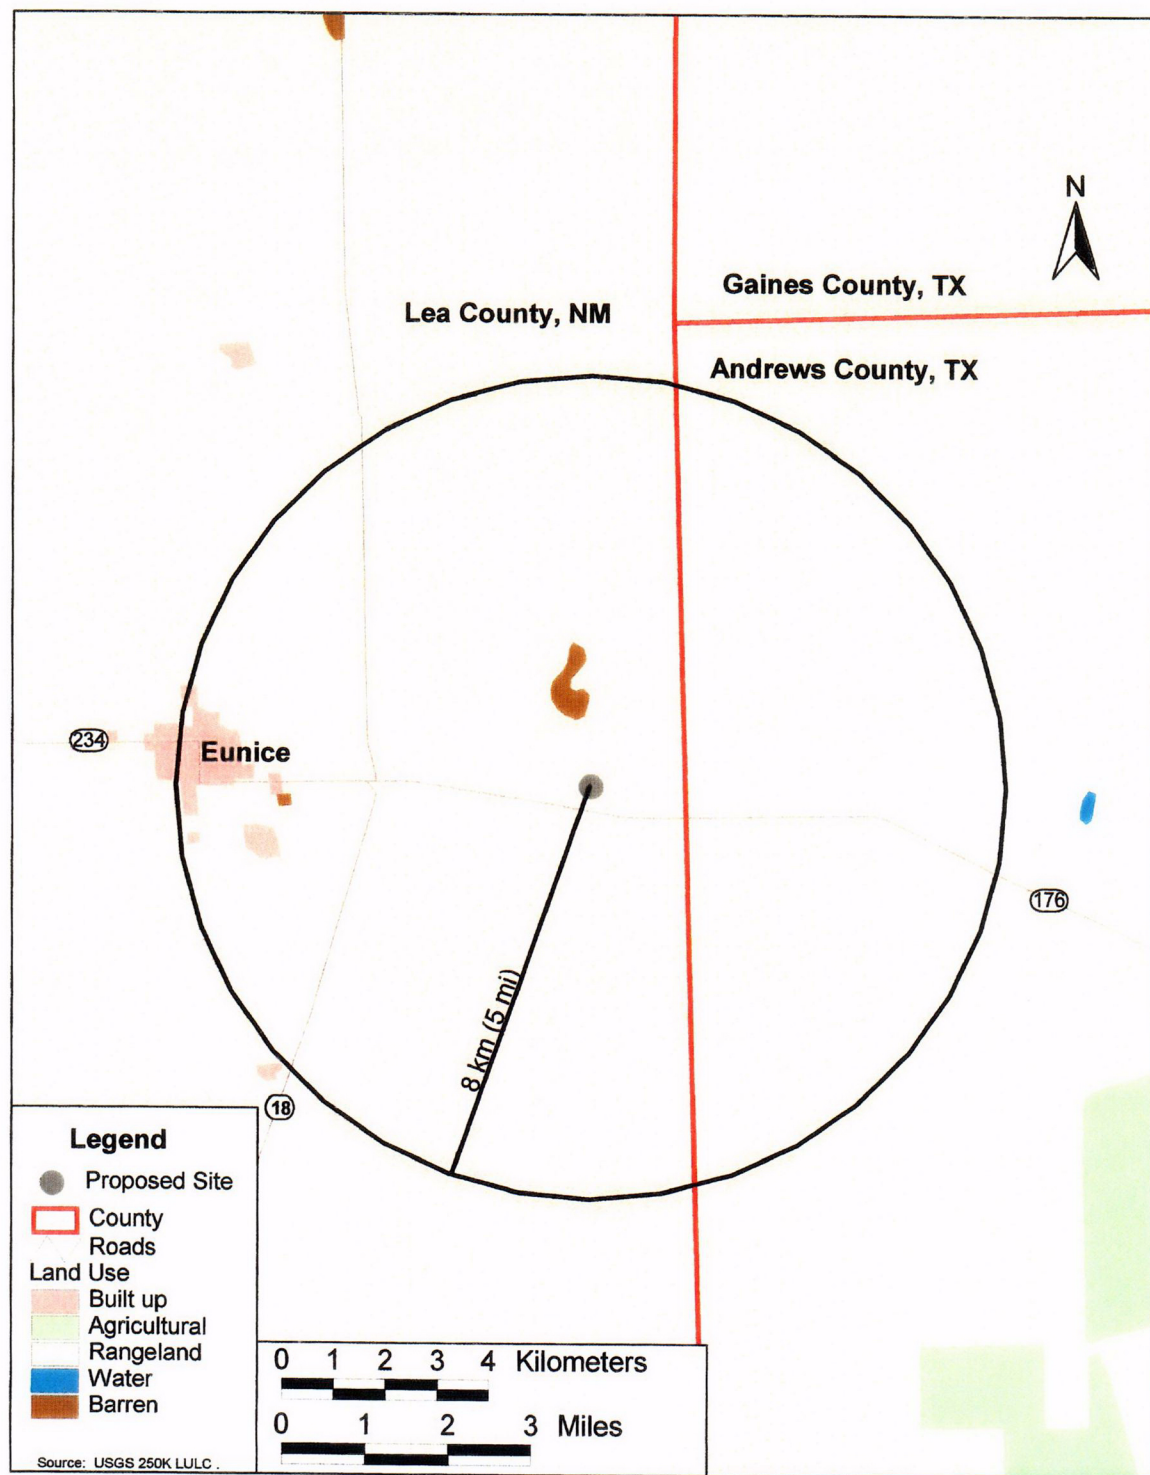 N
Gaines County, TX
Lea County, NM
Andrews County, TX
234
Eunice
176
8 km (5 mi)
18
Legend
Proposed Site
County
Roads
Land Use
Built up
Agricultural
Rangeland
Water
Barren
Source: USGS 250K LULC .
0 1 2 3 4 Kilometers
0 1 2 3 Miles